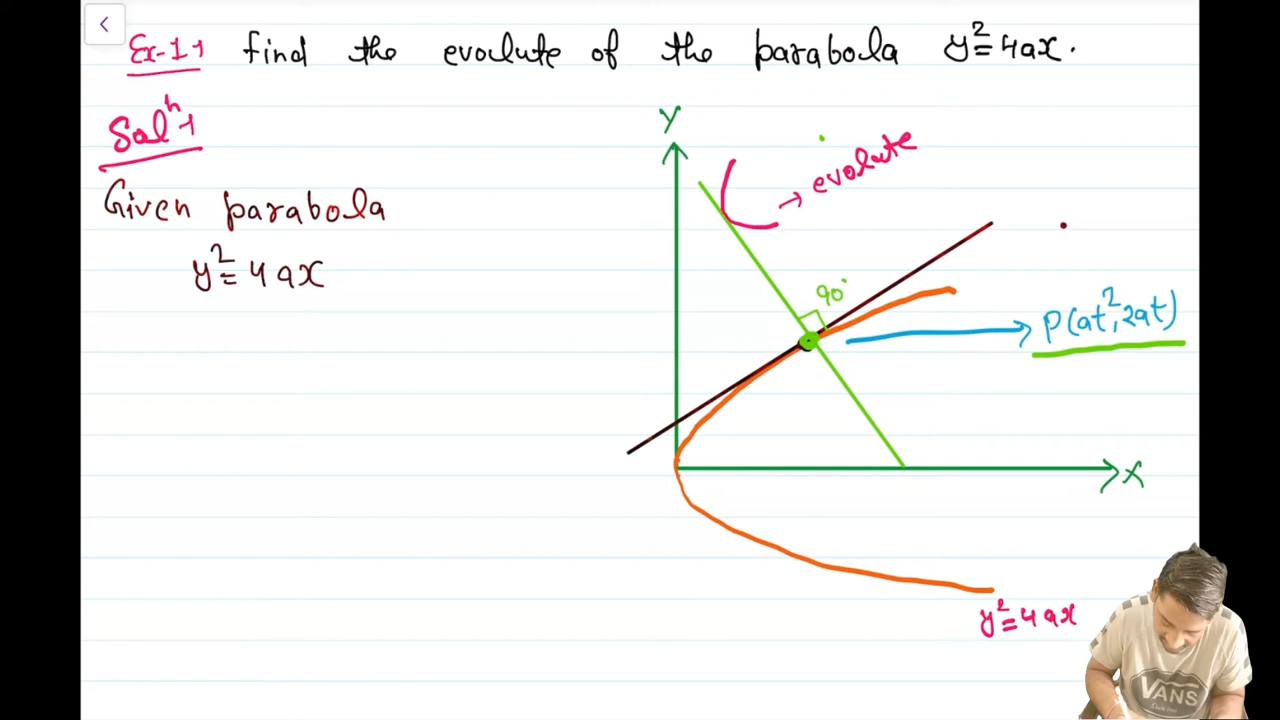 Ex-1→ find the evolute of the parabola y²=4ax.
Solⁿ→
Given parabola
y²=4ax
Y
→ evolute
90°
P(at²,2at)
X
y²=4ax
VANS